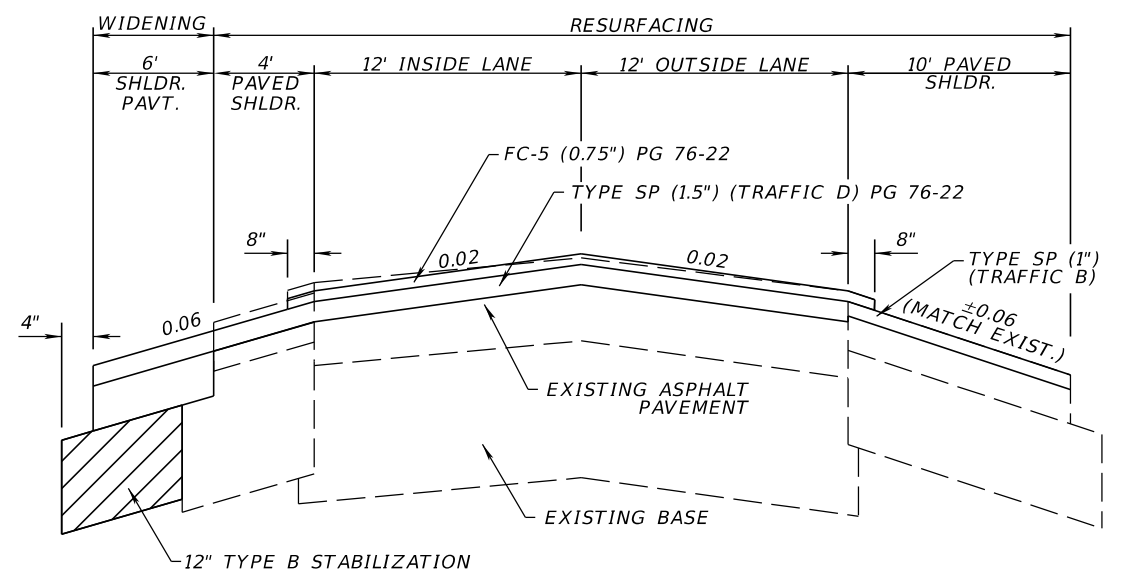 WIDENING
RESURFACING
6'
SHLDR.
PAVT.
4'
PAVED
SHLDR.
12' INSIDE LANE
12' OUTSIDE LANE
10' PAVED
SHLDR.
FC-5 (0.75") PG 76-22
TYPE SP (1.5") (TRAFFIC D) PG 76-22
8"
0.02
0.02
8"
TYPE SP (1")
(TRAFFIC B)
4"
0.06
±0.06
(MATCH EXIST.)
EXISTING ASPHALT
PAVEMENT
EXISTING BASE
12" TYPE B STABILIZATION